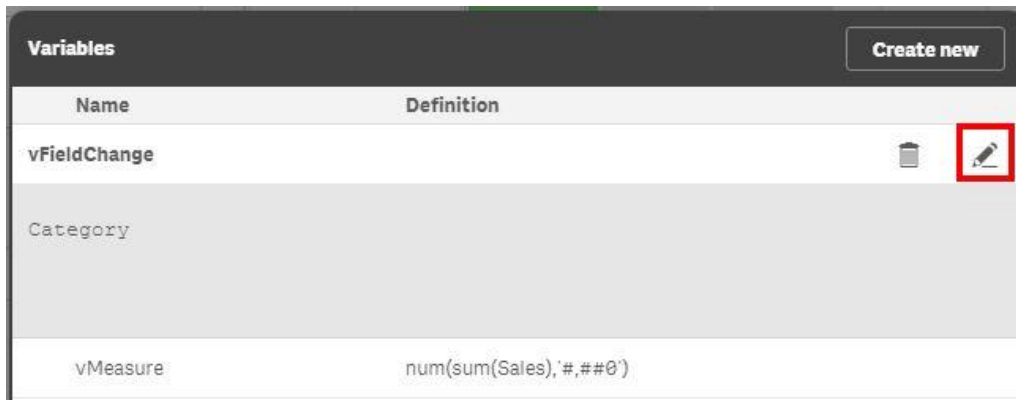 Variables
Create new
Name Definition
vFieldChange
Category
vMeasure num(sum(Sales),'#,##0')